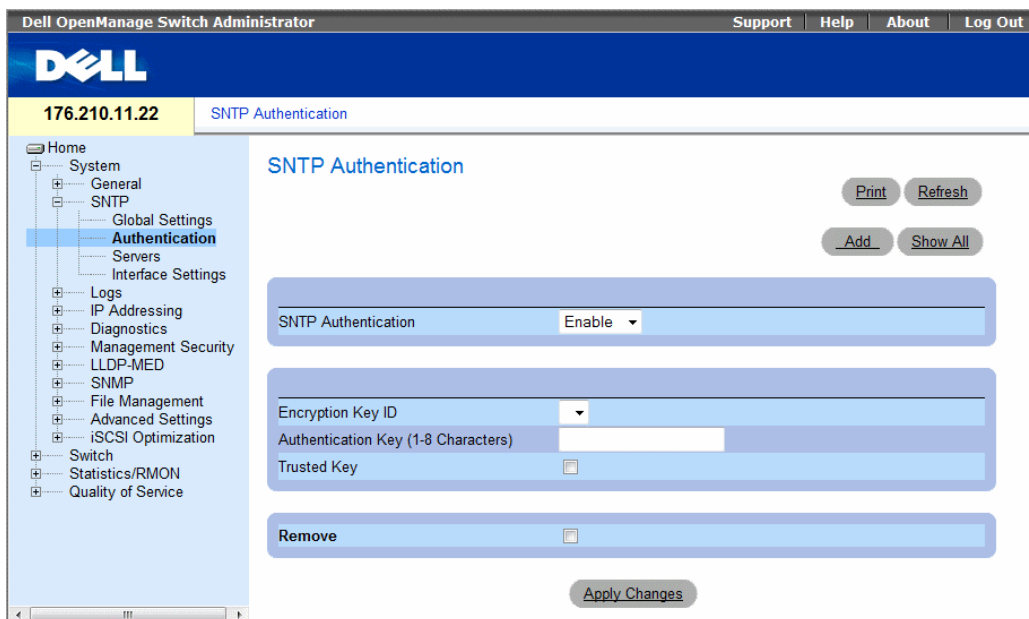 Dell OpenManage Switch Administrator
Support
Help
About
Log Out
DELL
176.210.11.22
SNTP Authentication
Home
System
General
SNTP
Global Settings
Authentication
Servers
Interface Settings
Logs
IP Addressing
Diagnostics
Management Security
LLDP-MED
SNMP
File Management
Advanced Settings
iSCSI Optimization
Switch
Statistics/RMON
Quality of Service
SNTP Authentication
Print
Refresh
Add
Show All
SNTP Authentication Enable
Encryption Key ID
Authentication Key (1-8 Characters)
Trusted Key
Remove
Apply Changes